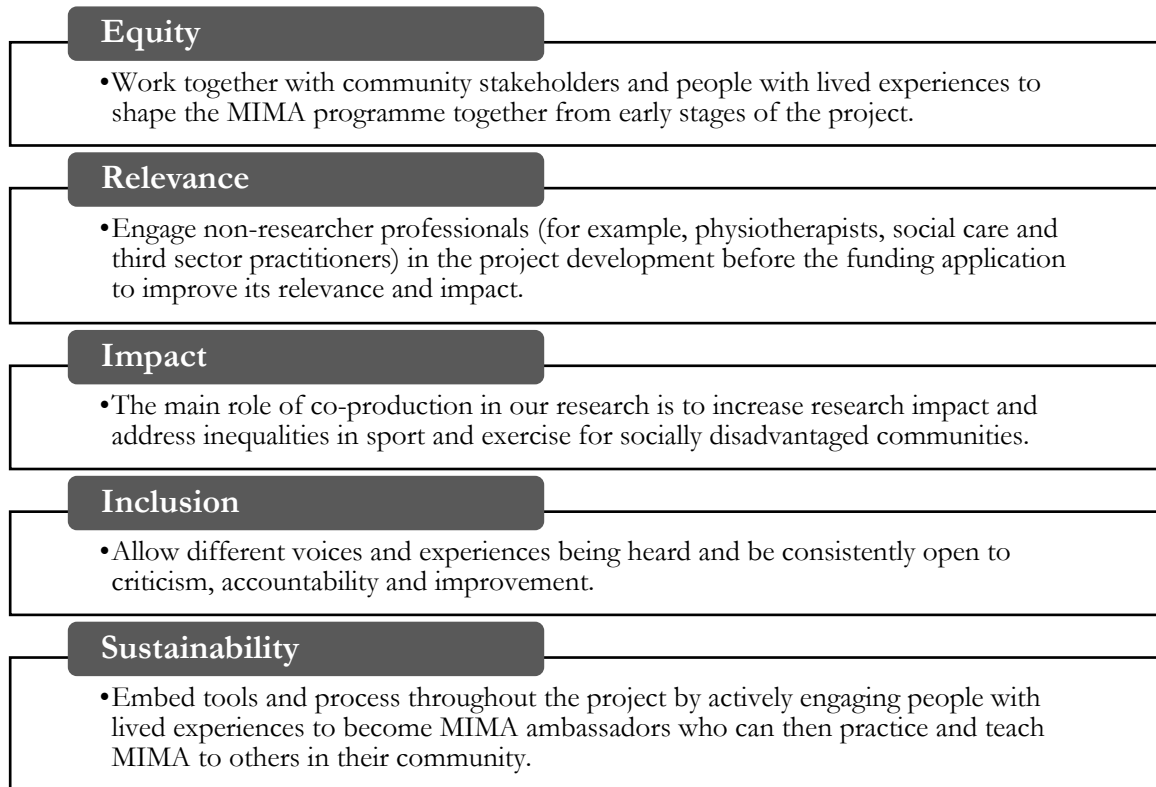 Equity
•Work together with community stakeholders and people with lived experiences to
shape the MIMA programme together from early stages of the project.
Relevance
•Engage non-researcher professionals (for example, physiotherapists, social care and
third sector practitioners) in the project development before the funding application
to improve its relevance and impact.
Impact
•The main role of co-production in our research is to increase research impact and
address inequalities in sport and exercise for socially disadvantaged communities.
Inclusion
•Allow different voices and experiences being heard and be consistently open to
criticism, accountability and improvement.
Sustainability
•Embed tools and process throughout the project by actively engaging people with
lived experiences to become MIMA ambassadors who can then practice and teach
MIMA to others in their community.